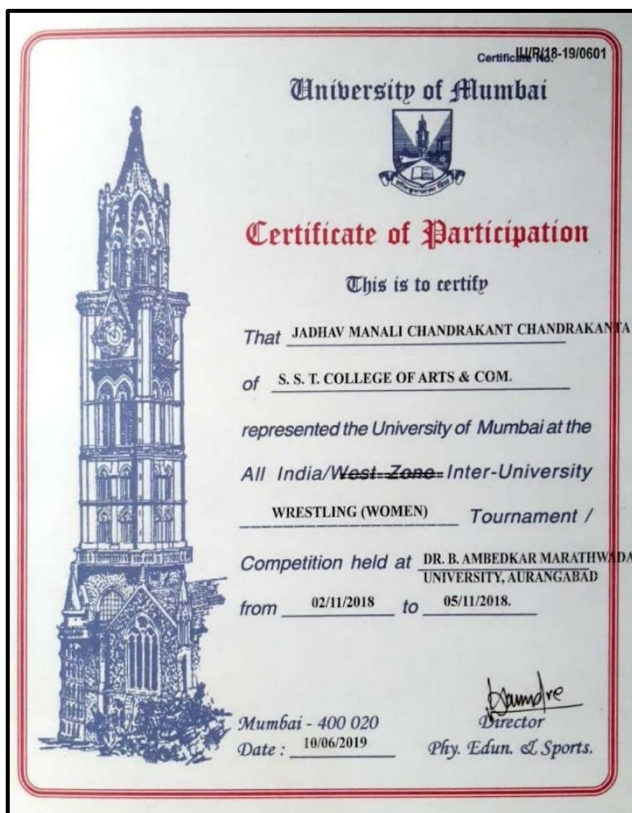 Certificate No. IU/P/18-19/0601
University of Mumbai
Certificate of Participation
This is to certify
That JADHAV MANALI CHANDRAKANT CHANDRAKANTA
of S. S. T. COLLEGE OF ARTS & COM.
represented the University of Mumbai at the
All India/West Zone Inter-University
WRESTLING (WOMEN) Tournament /
Competition held at DR. B. AMBEDKAR MARATHWADA
UNIVERSITY, AURANGABAD
from 02/11/2018 to 05/11/2018.
Mumbai - 400 020
Director
Date : 10/06/2019
Phy. Edun. & Sports.